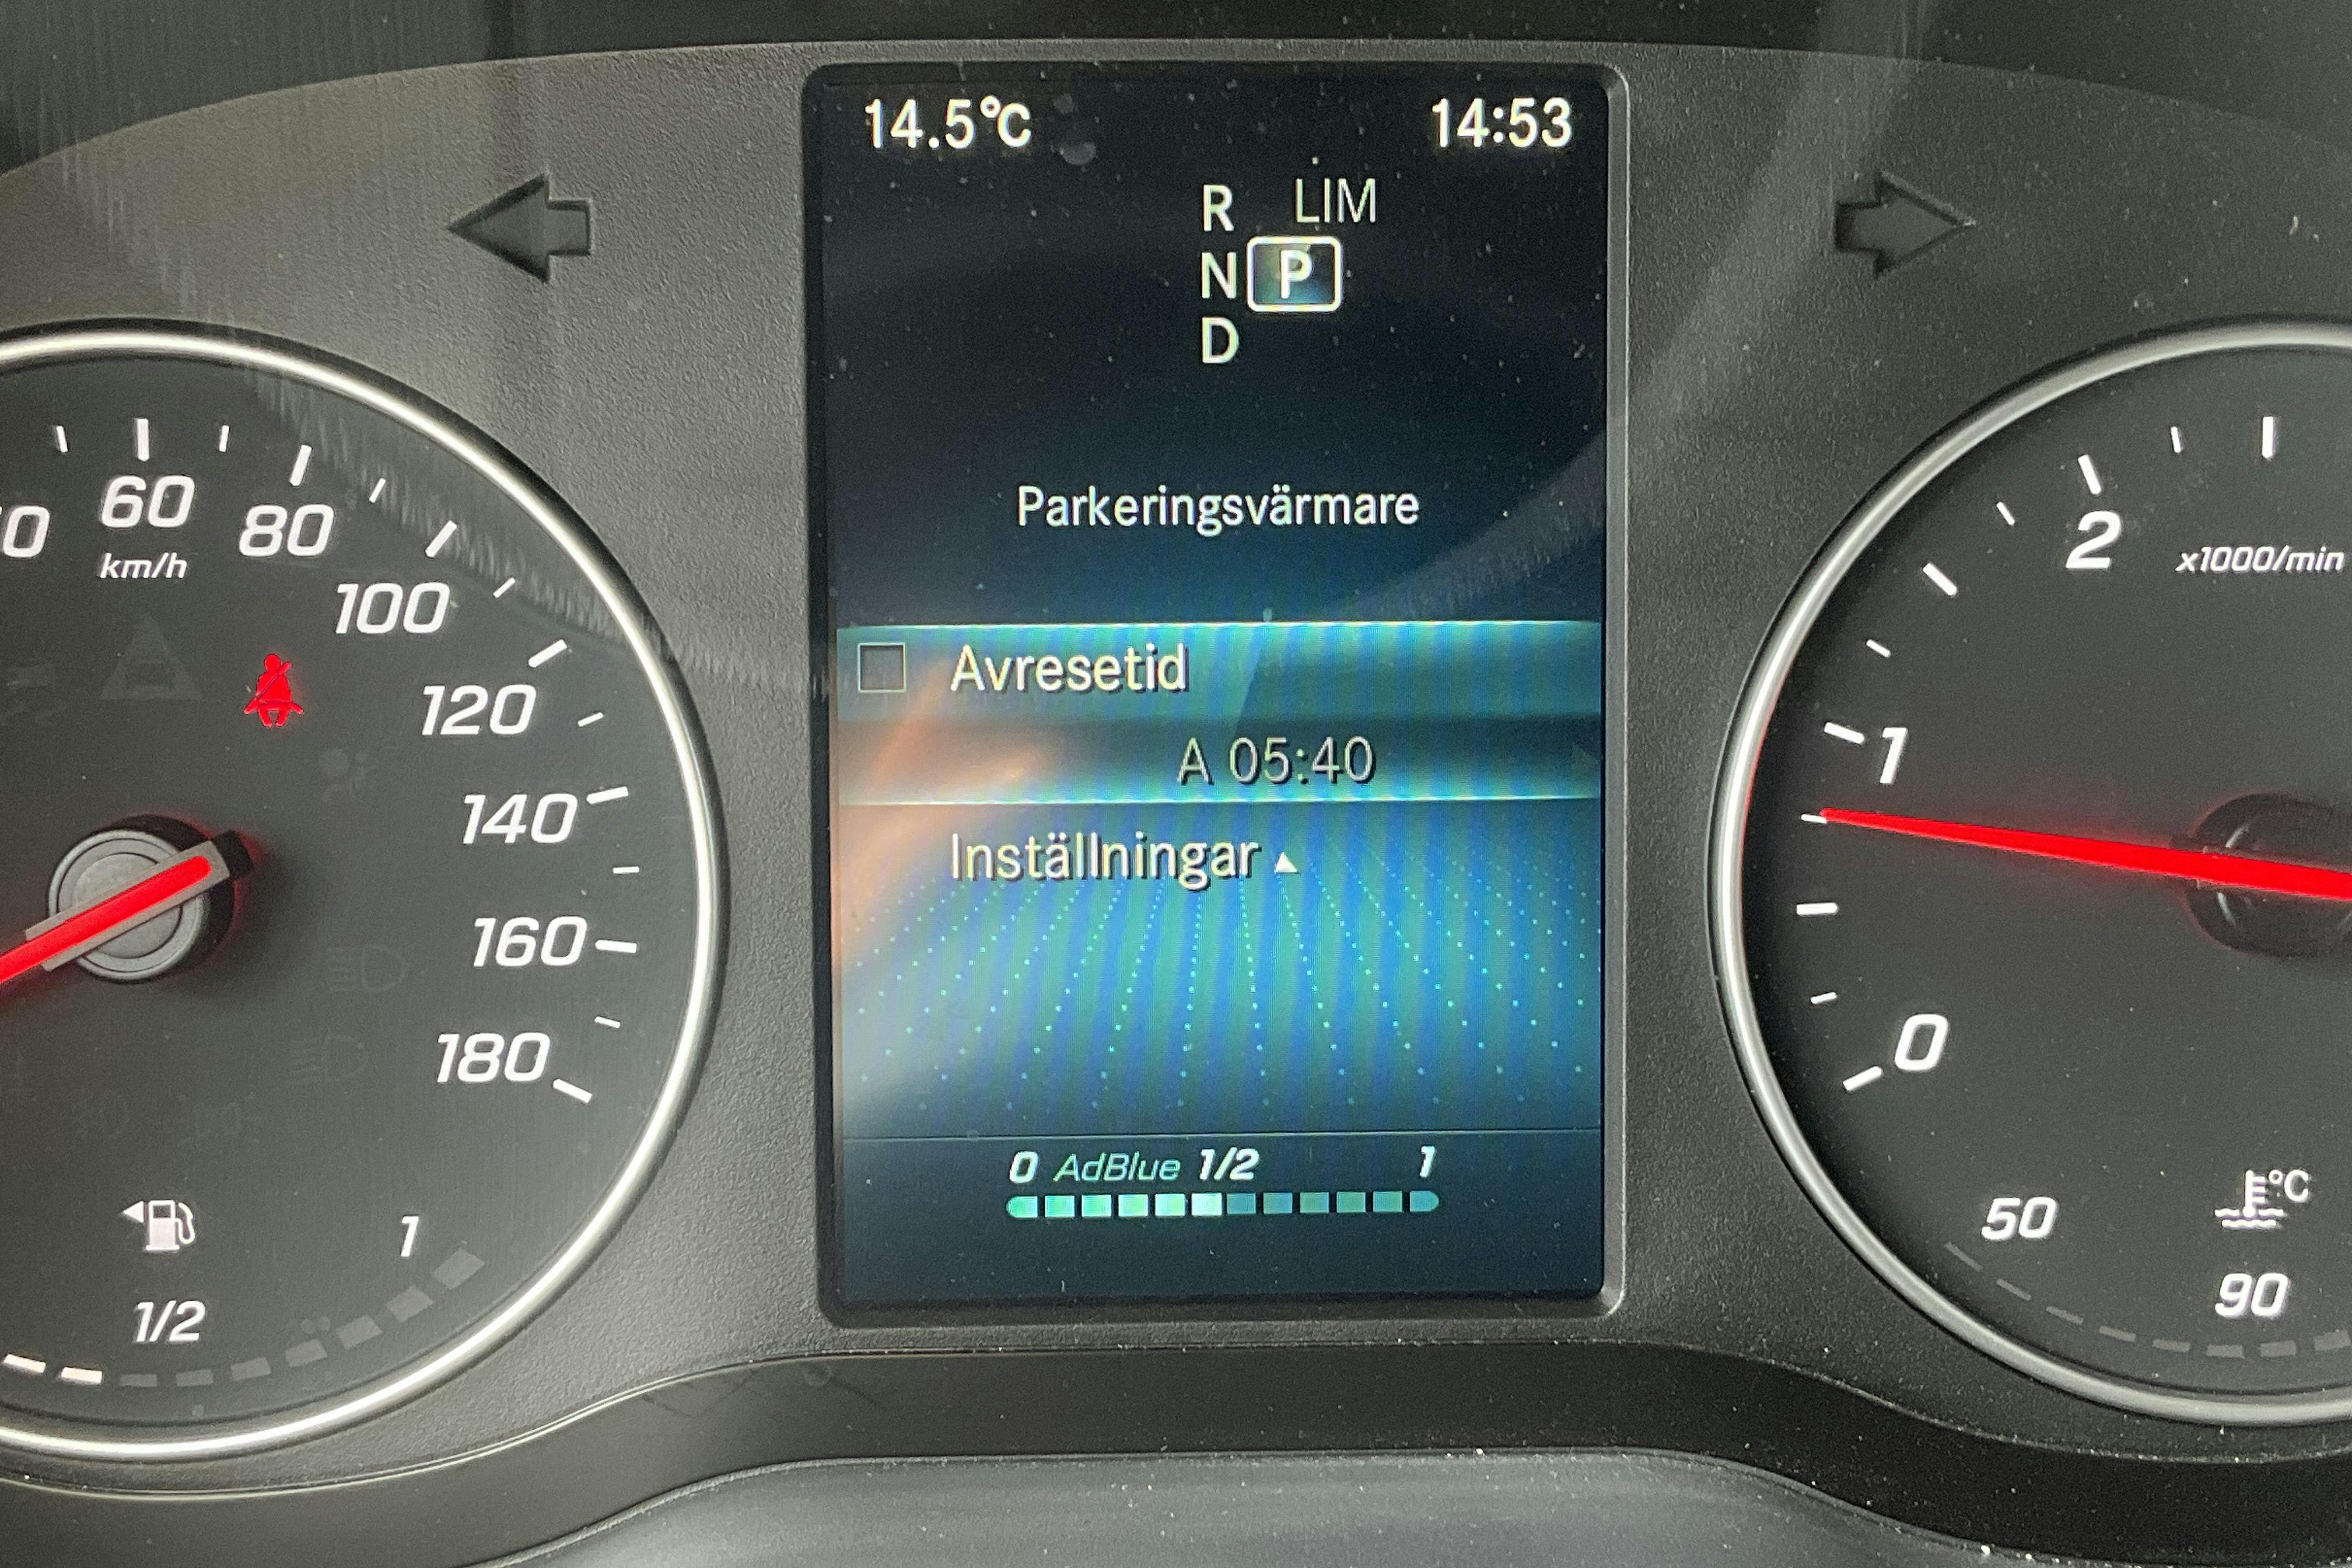 14.5°C 14:53
R LIM
N P
D
Parkeringsvärmare
Avresetid
A 05:40
Inställningar
0 AdBlue 1/2 1
60
km/h
80
100
120
140
160
180
1
1/2
2
x1000/min
1
0
50
°C
90